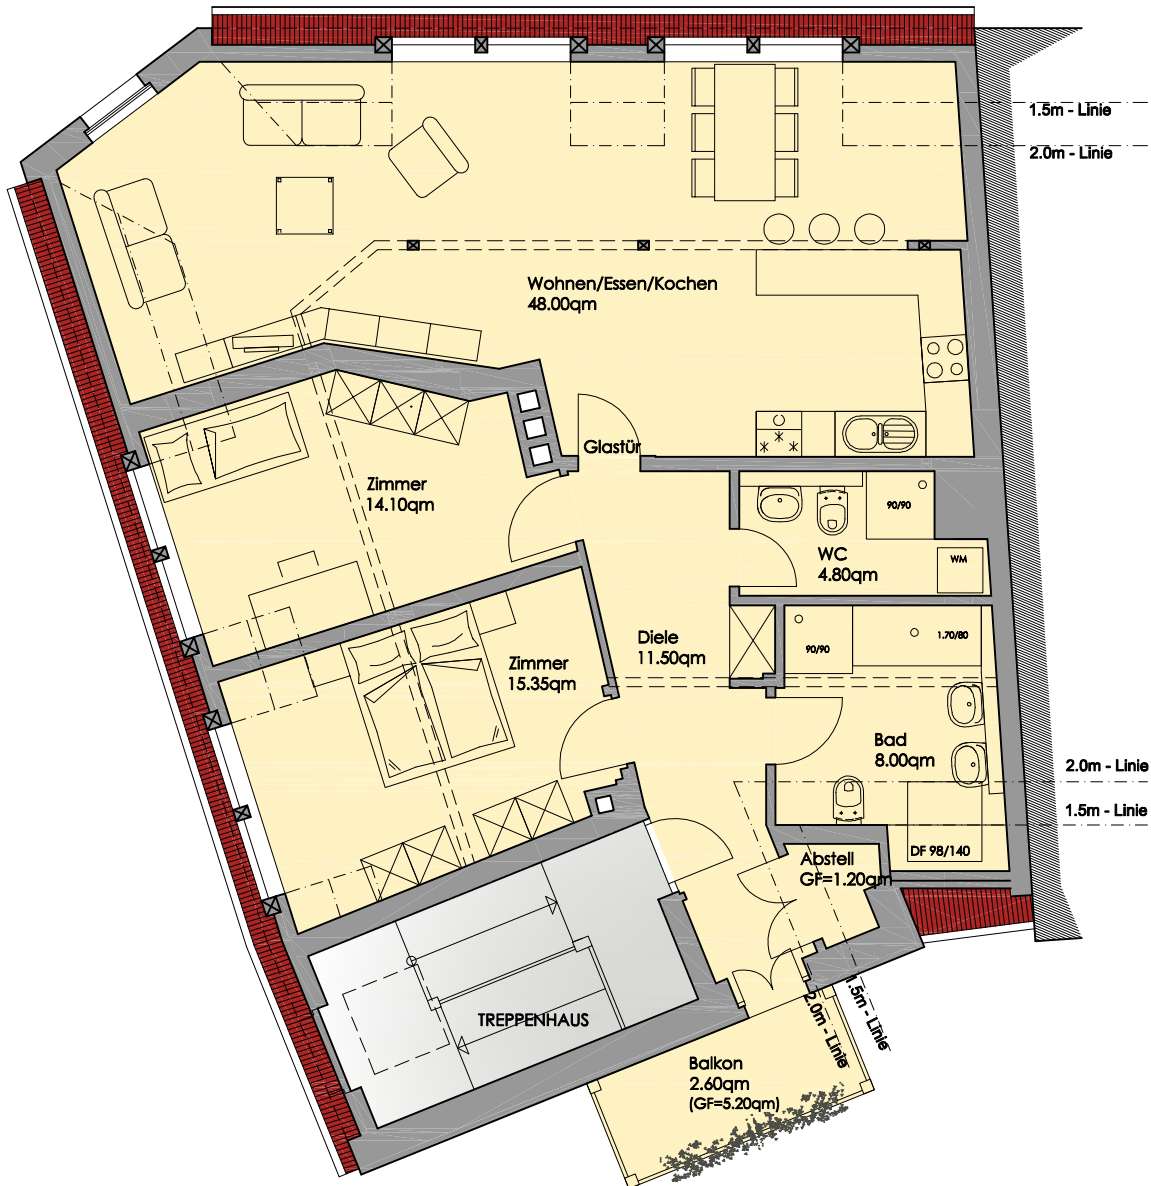 1.5m - Linie
2.0m - Linie
Wohnen/Essen/Kochen
48.00qm
Glastür
Zimmer
14.10qm
90/90
WC
4.80qm
WM
Diele
11.50qm
90/90
1.70/80
Zimmer
15.35qm
Bad
8.00qm
2.0m - Linie
1.5m - Linie
DF 98/140
Abstell
GF=1.20qm
TREPPENHAUS
1.5m - Linie
2.0m - Linie
Balkon
2.60qm
(GF=5.20qm)